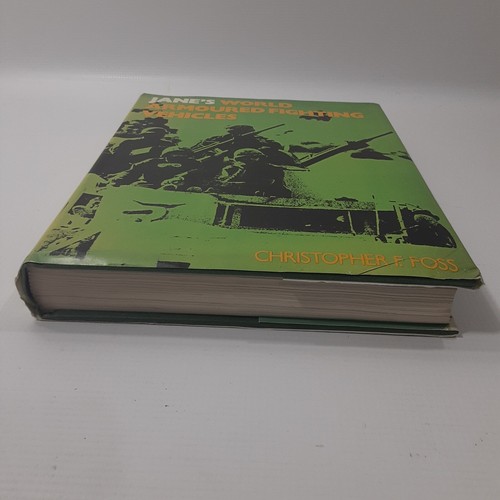 JANE'S WORLD
ARMOURED FIGHTING
VEHICLES
CHRISTOPHER F. FOSS